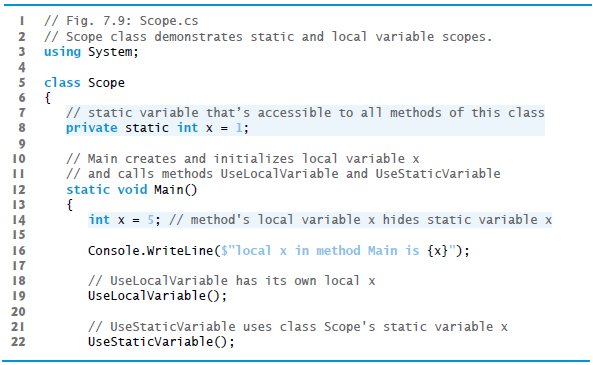 1 // Fig. 7.9: Scope.cs
2 // Scope class demonstrates static and local variable scopes.
3 using System;
4
5 class Scope
6 {
7 // static variable that's accessible to all methods of this class
8 private static int x = 1;
9
10 // Main creates and initializes local variable x
11 // and calls methods UseLocalVariable and UseStaticVariable
12 static void Main()
13 {
14 int x = 5; // method's local variable x hides static variable x
15
16 Console.WriteLine($"local x in method Main is {x}");
17
18 // UseLocalVariable has its own local x
19 UseLocalVariable();
20
21 // UseStaticVariable uses class Scope's static variable x
22 UseStaticVariable();